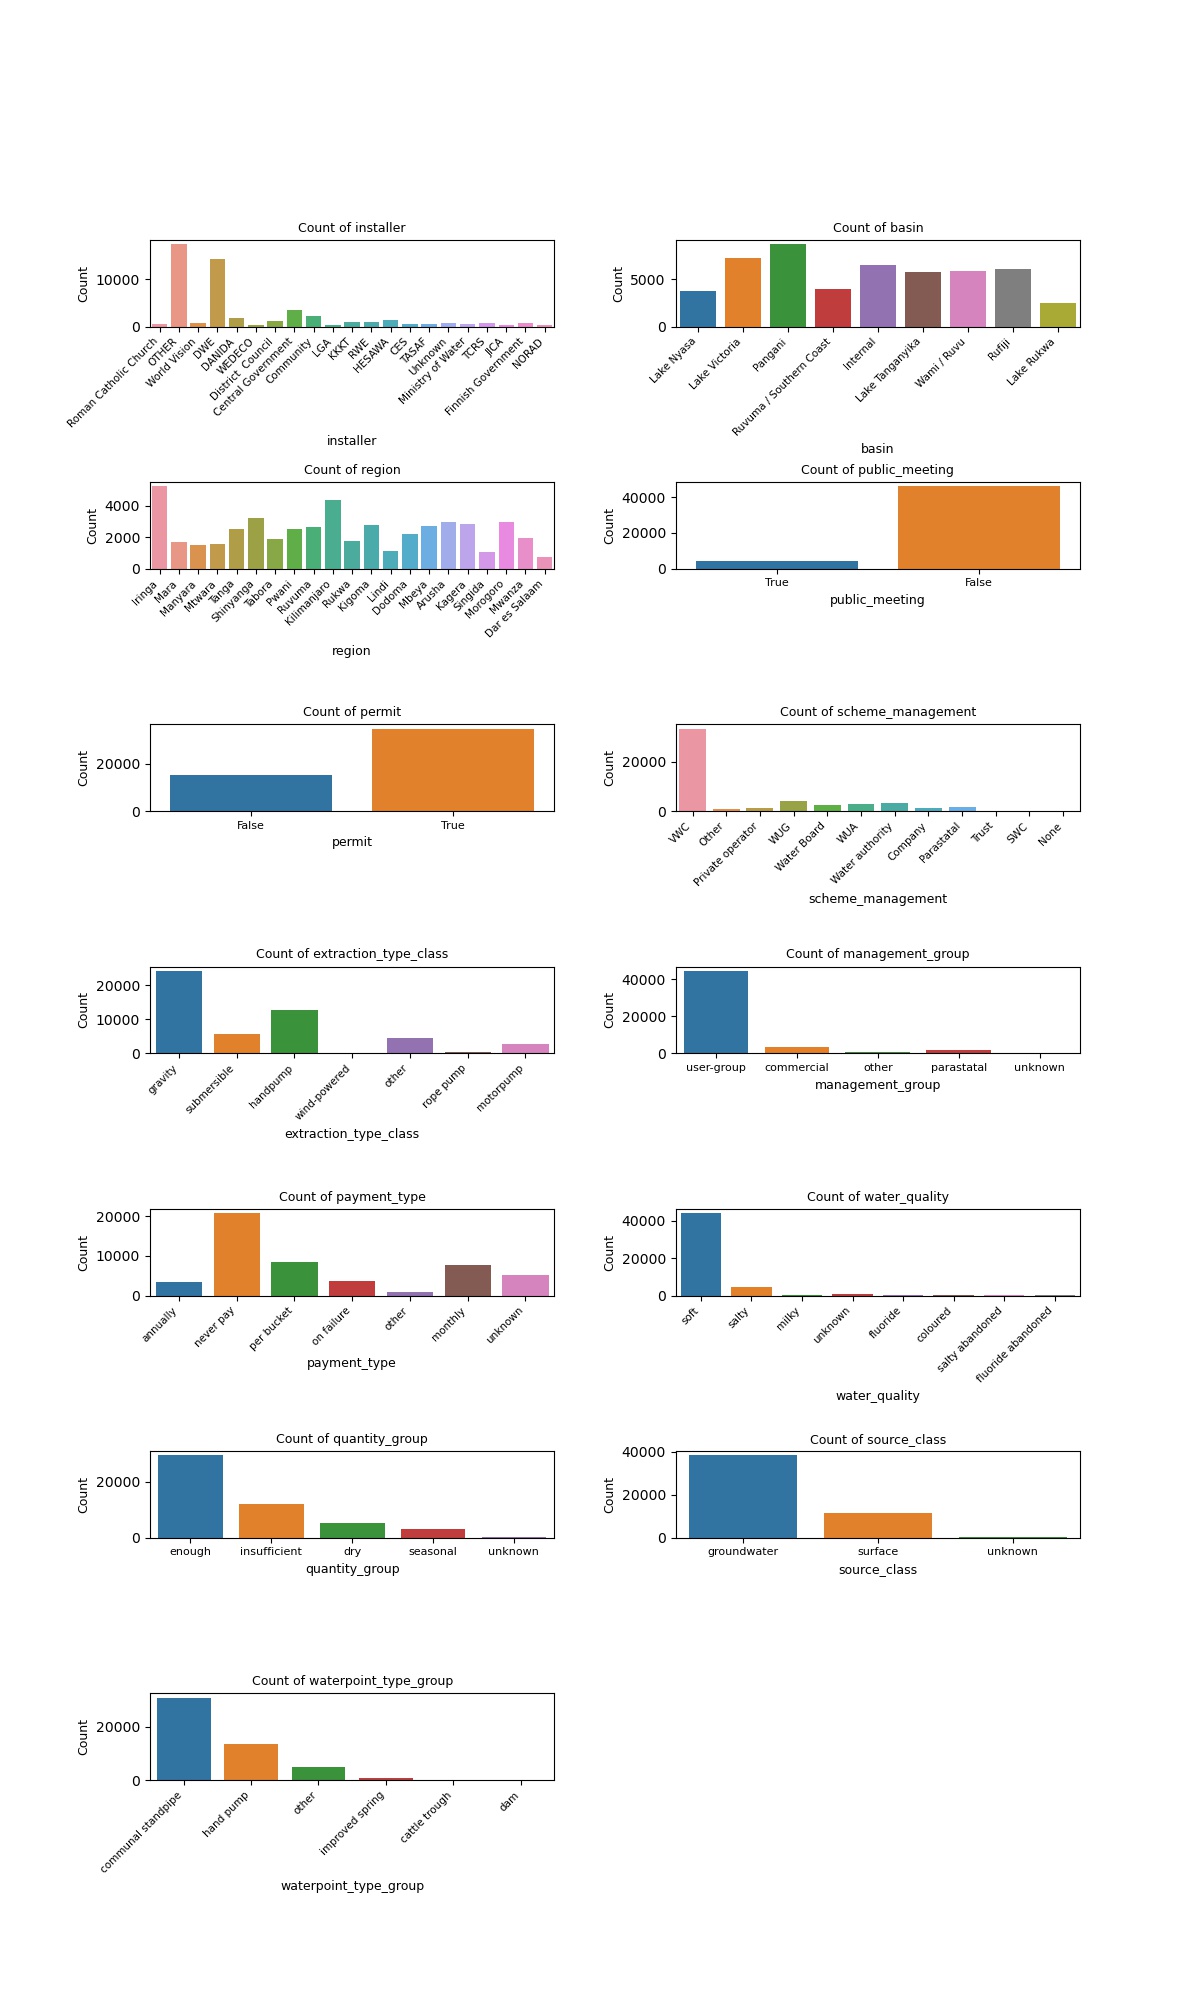 Count of installer
Count
10000
0
Roman Catholic Church
OTHER
World Vision
DWE
DANIDA
WEDECO
District Council
Central Government
Community
LGA
KKKT
RWE
HESAWA
CES
TASAF
Unknown
Ministry of Water
TCRS
JICA
Finnish Government
NORAD
installer
Count of basin
Count
5000
0
Lake Nyasa
Lake Victoria
Pangani
Ruvuma / Southern Coast
Internal
Lake Tanganyika
Wami / Ruvu
Rufiji
Lake Rukwa
basin
Count of region
Count
4000
2000
0
Iringa
Mara
Manyara
Mtwara
Tanga
Shinyanga
Tabora
Pwani
Ruvuma
Kilimanjaro
Rukwa
Kigoma
Lindi
Dodoma
Mbeya
Arusha
Kagera
Singida
Morogoro
Mwanza
Dar es Salaam
region
Count of public_meeting
Count
40000
20000
0
True
False
public_meeting
Count of permit
Count
20000
0
False
True
permit
Count of scheme_management
Count
20000
0
VWC
Other
Private operator
WUG
Water Board
WUA
Water authority
Company
Parastatal
Trust
SWC
None
scheme_management
Count of extraction_type_class
Count
20000
10000
0
gravity
submersible
handpump
wind-powered
other
rope pump
motorpump
extraction_type_class
Count of management_group
Count
40000
20000
0
user-group
commercial
other
parastatal
unknown
management_group
Count of payment_type
Count
20000
10000
0
annually
never pay
per bucket
on failure
other
monthly
unknown
payment_type
Count of water_quality
Count
40000
20000
0
soft
salty
milky
unknown
fluoride
coloured
salty abandoned
fluoride abandoned
water_quality
Count of quantity_group
Count
20000
0
enough
insufficient
dry
seasonal
unknown
quantity_group
Count of source_class
Count
40000
20000
0
groundwater
surface
unknown
source_class
Count of waterpoint_type_group
Count
20000
0
communal standpipe
hand pump
other
improved spring
cattle trough
dam
waterpoint_type_group